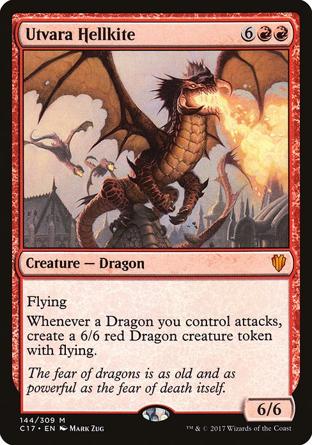 Utvara Hellkite 6
Creature — Dragon
Flying
Whenever a Dragon you control attacks,
create a 6/6 red Dragon creature token
with flying.
The fear of dragons is as old and as
powerful as the fear of death itself.
6/6
144/309 M
C17 • EN Mark Zug
™ & © 2017 Wizards of the Coast